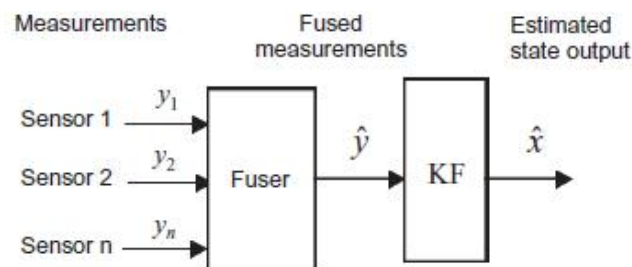 Measurements
Fused
measurements
Estimated
state output
Sensor 1
y₁
Sensor 2
y₂
Sensor n
yₙ
Fuser
ŷ
KF
x̂